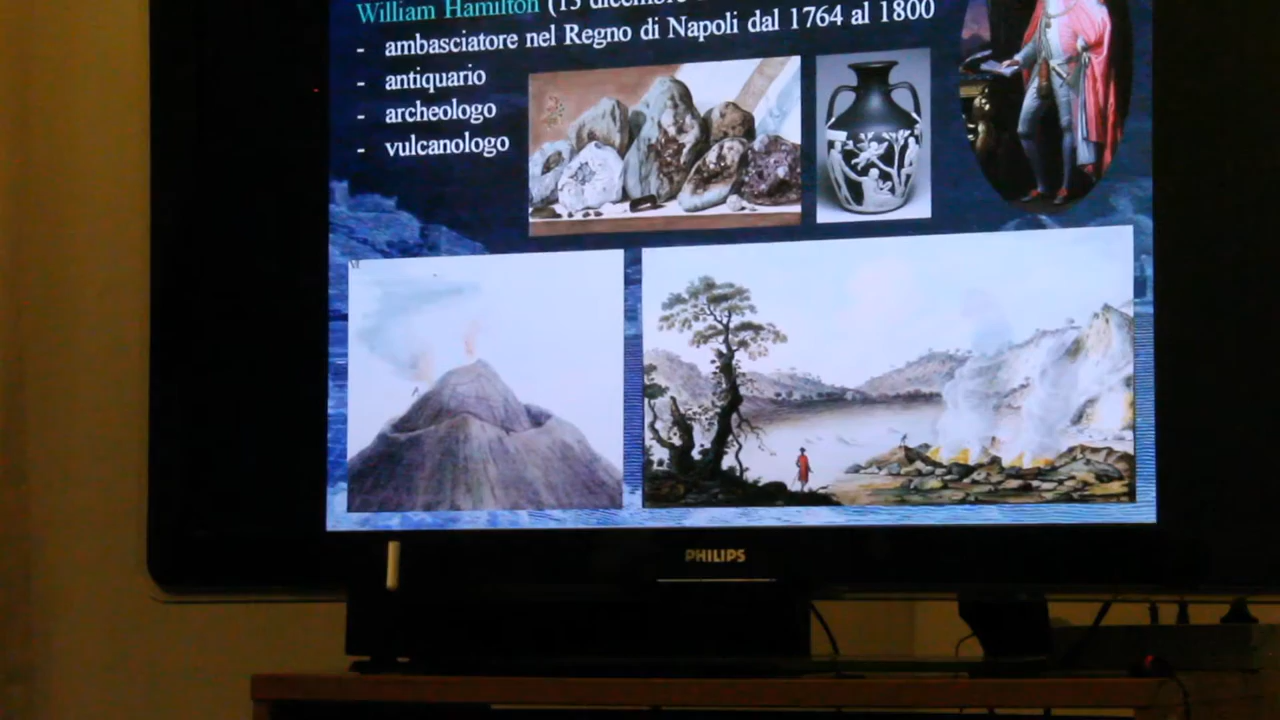 William Hamilton (13 dicembre
- ambasciatore nel Regno di Napoli dal 1764 al 1800
- antiquario
- archeologo
- vulcanologo
M
PHILIPS